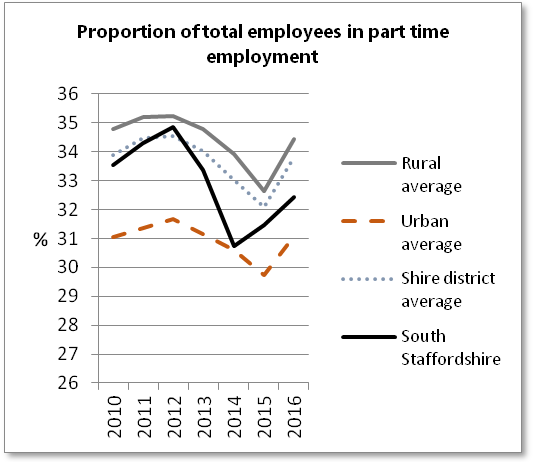 Proportion of total employees in part time
employment
36
35
34
33
32
31
30
29
28
27
26
%
2010
2011
2012
2013
2014
2015
2016
Rural
average
Urban
average
Shire district
average
South
Staffordshire